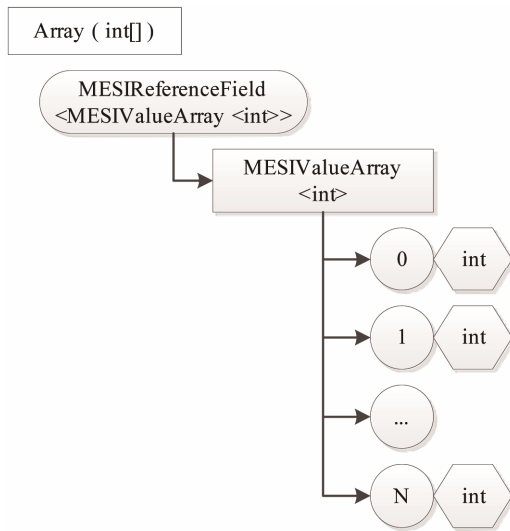 Array ( int[] )
MESIReferenceField
<MESIValueArray <int>>
MESIValueArray
<int>
0 int
1 int
...
N int